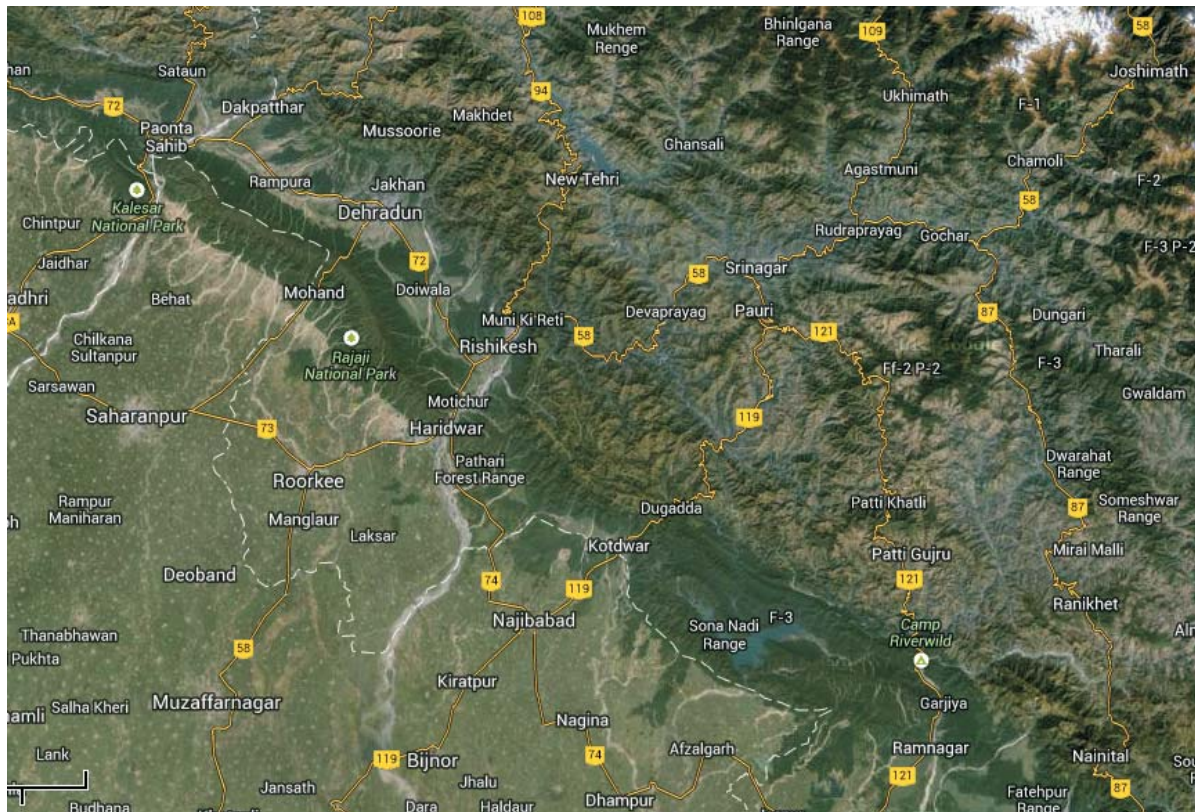 108
Mukhem
Renge
Bhinlgana
Range
109
58
Sataun
Joshimath
72
Dakpatthar
94
Makhdet
Ukhimath
F-1
Paonta
Sahib
Mussoorie
Ghansali
Chamoli
Rampura
Jakhan
New Tehri
Agastmuni
F-2
Kalesar
National Park
Dehradun
58
Chintpur
Rudraprayag
Gochar
F-3 P-2
Jaidhar
72
58
Srinagar
Behat
Mohand
Doiwala
Devaprayag
Pauri
87
Dungari
Muni Ki Reti
58
121
Chilkana
Sultanpur
Rishikesh
Tharali
Rajaji
National Park
Ff-2 P-2
F-3
Sarsawan
Gwaldam
Saharanpur
Motichur
119
73
Haridwar
Pathari
Forest Range
Dwarahat
Range
Roorkee
Rampur
Maniharan
Dugadda
Patti Khatli
87
Someshwar
Range
Manglaur
Laksar
Kotdwar
Patti Gujru
Mirai Malli
Deoband
74
119
121
Ranikhet
Najibabad
F-3
Camp
Riverwild
Thanabhawan
Sona Nadi
Range
58
Pukhta
Kiratpur
Muzaffarnagar
Salha Kheri
Garjiya
Nagina
Lank
119
Bijnor
74
Afzalgarh
Ramnagar
Nainital
121
Jansath
Jhalu
87
Dara
Haldaur
Dhampur
Fatehpur
Range
Budhana